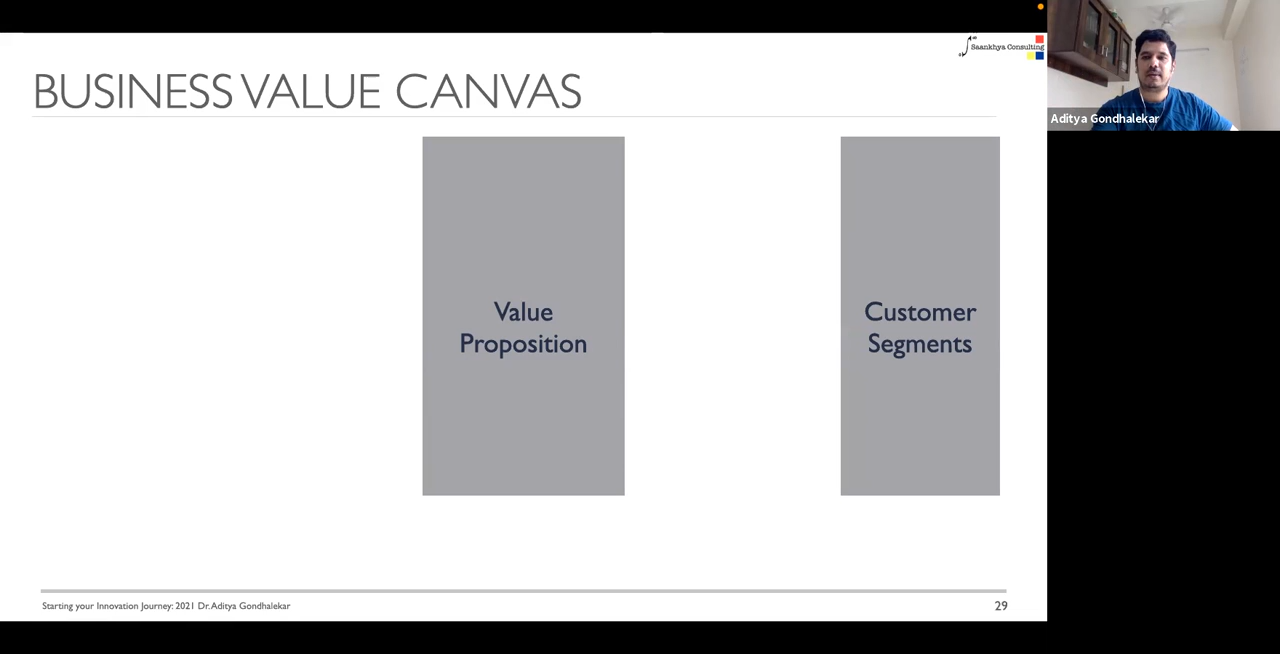 Saankhya Consulting
BUSINESS VALUE CANVAS
Aditya Gondhalekar
Value
Proposition
Customer
Segments
Starting your Innovation Journey: 2021 Dr. Aditya Gondhalekar
29